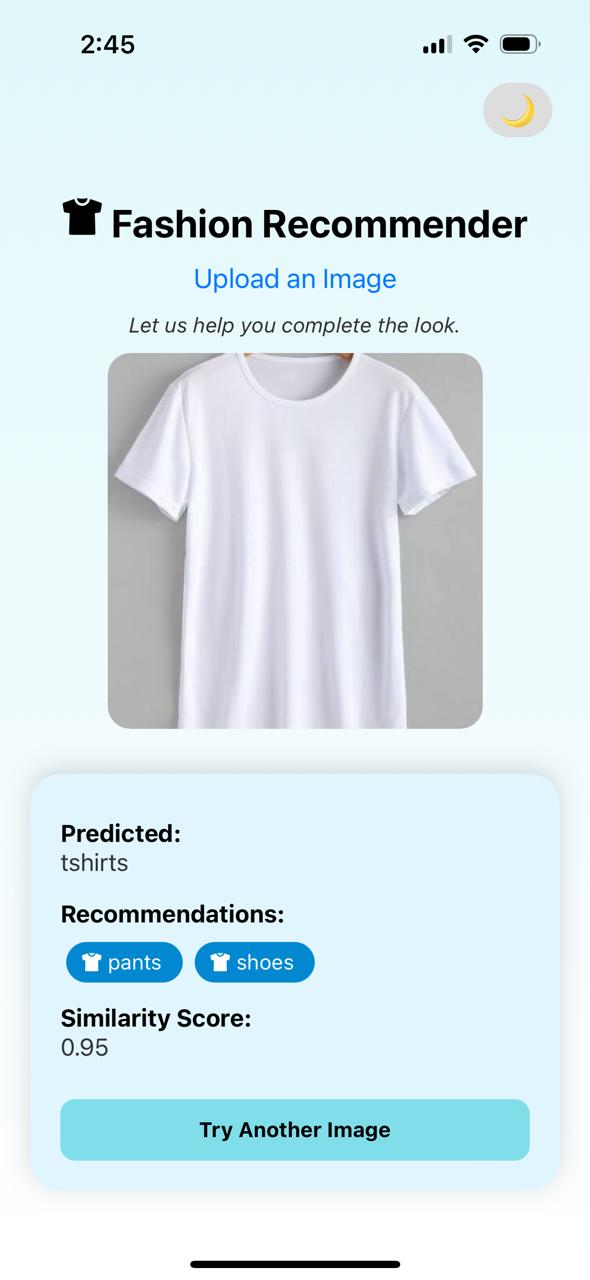 2:45
Fashion Recommender
Upload an Image
Let us help you complete the look.
Predicted:
tshirts
Recommendations:
pants shoes
Similarity Score:
0.95
Try Another Image